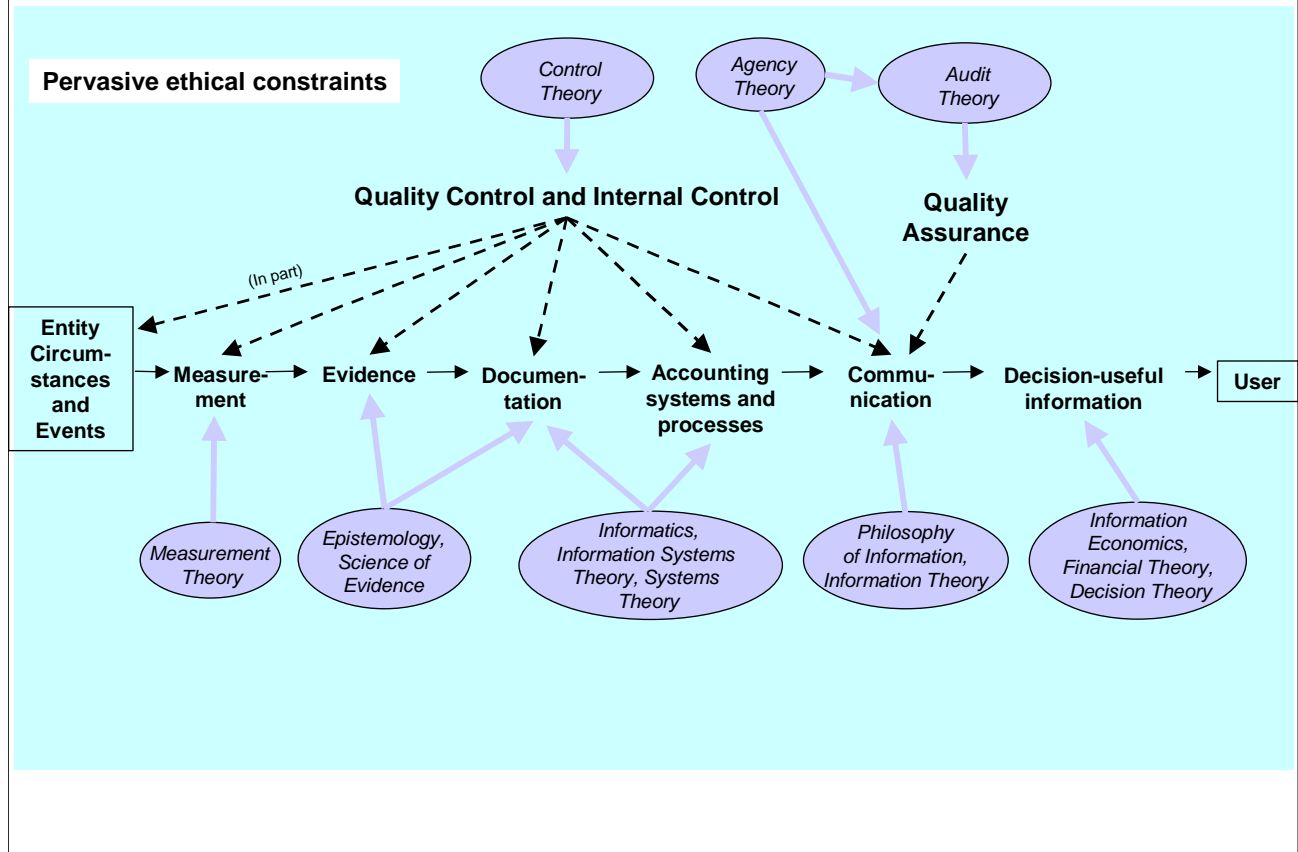 Pervasive ethical constraints
Control
Theory
Agency
Theory
Audit
Theory
Quality Control and Internal Control
Quality
Assurance
(In part)
Entity
Circum-
stances
and
Events
Measure-
ment
Evidence
Documen-
tation
Accounting
systems and
processes
Commu-
nication
Decision-useful
information
User
Measurement
Theory
Epistemology,
Science of
Evidence
Informatics,
Information Systems
Theory, Systems
Theory
Philosophy
of Information,
Information Theory
Information
Economics,
Financial Theory,
Decision Theory